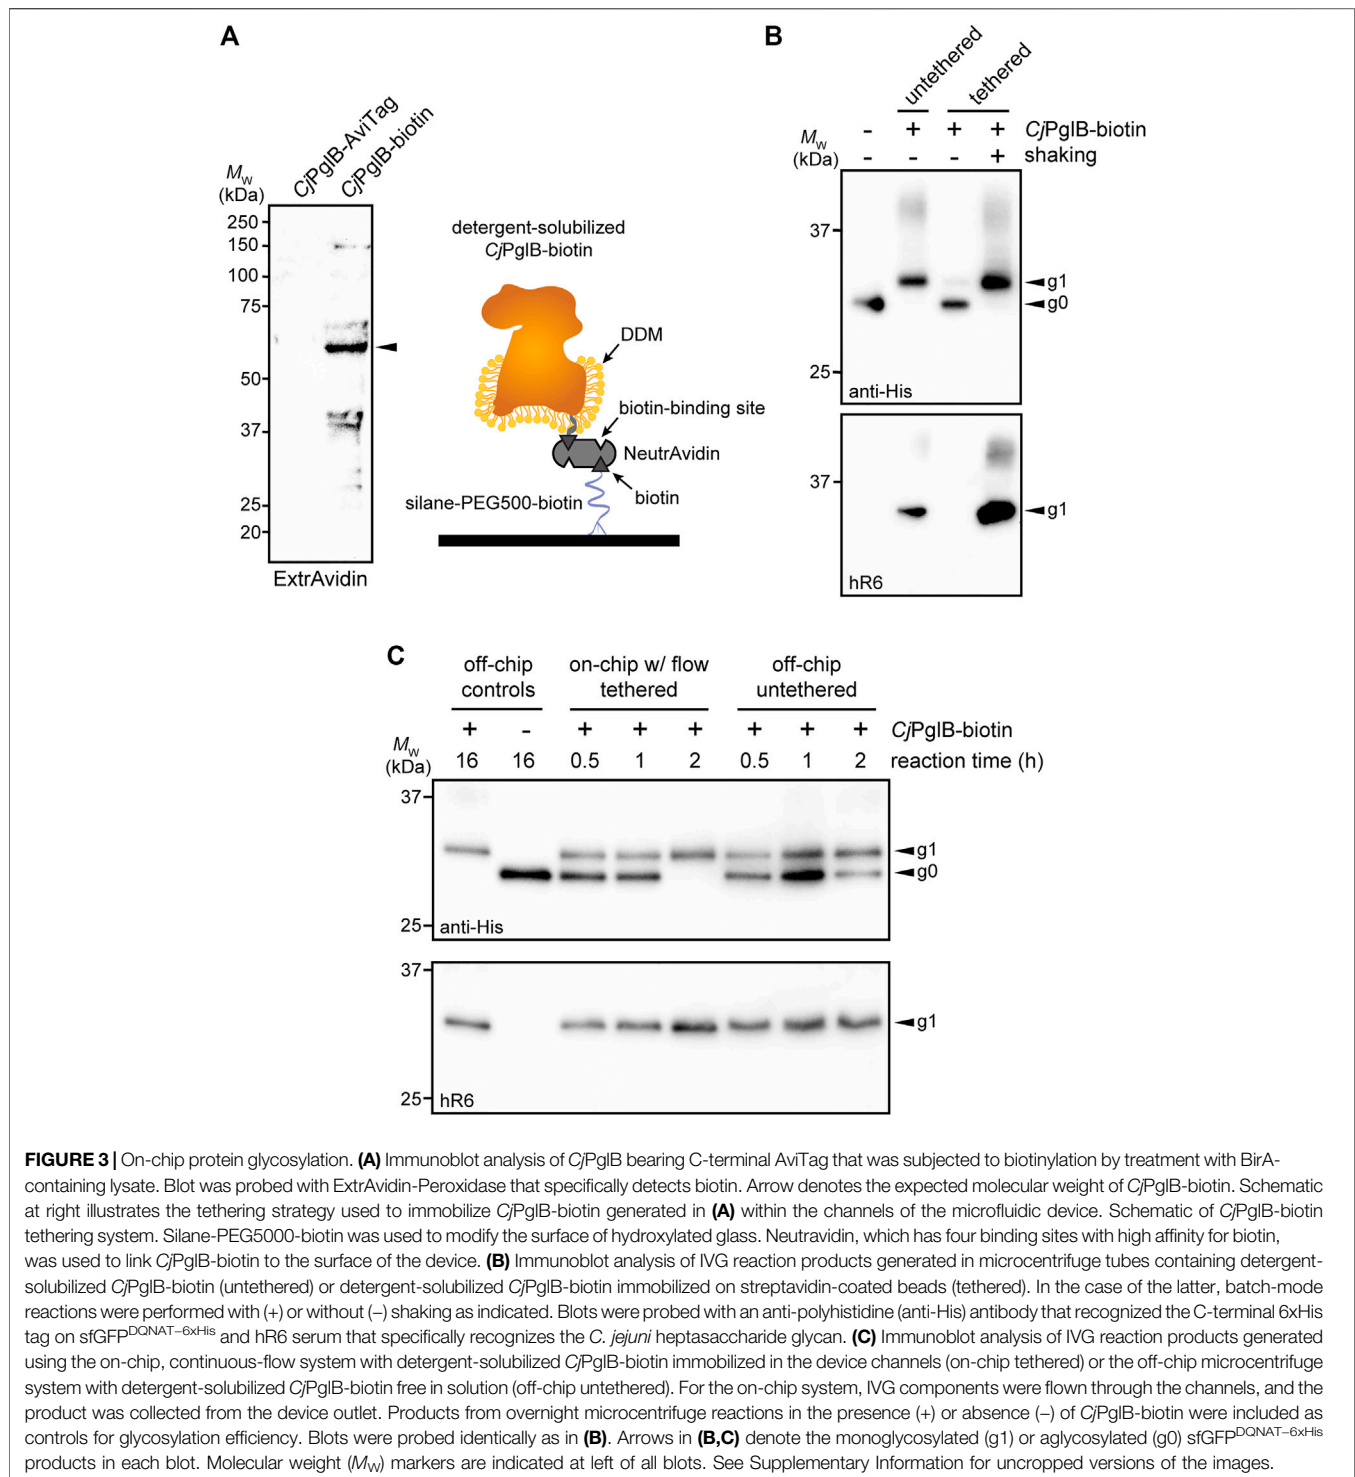 A
CjPglB-AviTag
CjPglB-biotin
Mw
(kDa)
250
150
100
75
50
37
25
20
ExtrAvidin
detergent-solubilized
CjPglB-biotin
DDM
biotin-binding site
NeutrAvidin
biotin
silane-PEG500-biotin
B
untethered
tethered
- + + + CjPglB-biotin
- - - + shaking
Mw
(kDa)
37
g1
g0
25
anti-His
37
g1
hR6
C
off-chip
controls
on-chip w/ flow
tethered
off-chip
untethered
+ - + + + + + + CjPglB-biotin
16 16 0.5 1 2 0.5 1 2 reaction time (h)
Mw
(kDa)
37
g1
g0
25
anti-His
37
g1
25
hR6
FIGURE 3 | On-chip protein glycosylation. (A) Immunoblot analysis of CjPglB bearing C-terminal AviTag that was subjected to biotinylation by treatment with BirA-
containing lysate. Blot was probed with ExtrAvidin-Peroxidase that specifically detects biotin. Arrow denotes the expected molecular weight of CjPglB-biotin. Schematic
at right illustrates the tethering strategy used to immobilize CjPglB-biotin generated in (A) within the channels of the microfluidic device. Schematic of CjPglB-biotin
tethering system. Silane-PEG5000-biotin was used to modify the surface of hydroxylated glass. Neutravidin, which has four binding sites with high affinity for biotin,
was used to link CjPglB-biotin to the surface of the device. (B) Immunoblot analysis of IVG reaction products generated in microcentrifuge tubes containing detergent-
solubilized CjPglB-biotin (untethered) or detergent-solubilized CjPglB-biotin immobilized on streptavidin-coated beads (tethered). In the case of the latter, batch-mode
reactions were performed with (+) or without (–) shaking as indicated. Blots were probed with an anti-polyhistidine (anti-His) antibody that recognized the C-terminal 6xHis
tag on sfGFPDQNAT–6xHis and hR6 serum that specifically recognizes the C. jejuni heptasaccharide glycan. (C) Immunoblot analysis of IVG reaction products generated
using the on-chip, continuous-flow system with detergent-solubilized CjPglB-biotin immobilized in the device channels (on-chip tethered) or the off-chip microcentrifuge
system with detergent-solubilized CjPglB-biotin free in solution (off-chip untethered). For the on-chip system, IVG components were flown through the channels, and the
product was collected from the device outlet. Products from overnight microcentrifuge reactions in the presence (+) or absence (–) of CjPglB-biotin were included as
controls for glycosylation efficiency. Blots were probed identically as in (B). Arrows in (B,C) denote the monoglycosylated (g1) or aglycosylated (g0) sfGFPDQNAT–6xHis
products in each blot. Molecular weight (MW) markers are indicated at left of all blots. See Supplementary Information for uncropped versions of the images.